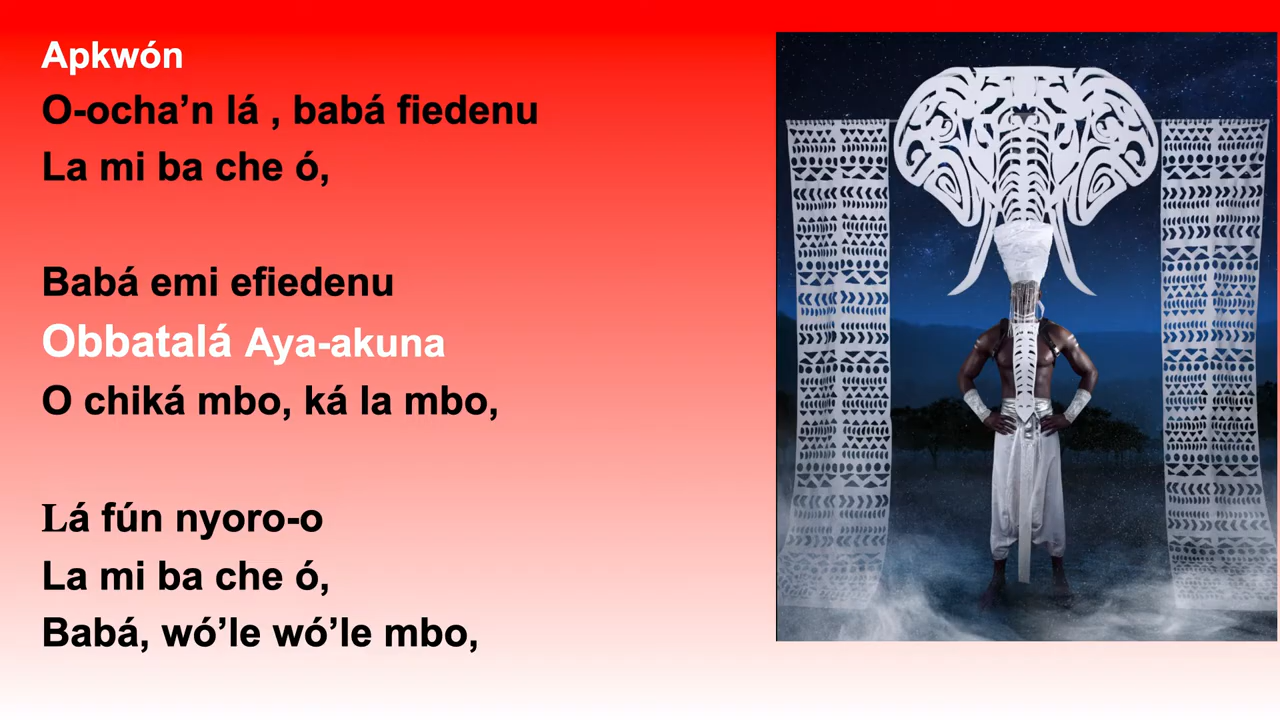 Apkwón
O-ocha’n lá , babá fiedenu
La mi ba che ó,
Babá emi efiedenu
Obbatalá Aya-akuna
O chiká mbo, ká la mbo,
Lá fún nyoro-o
La mi ba che ó,
Babá, wó’le wó’le mbo,